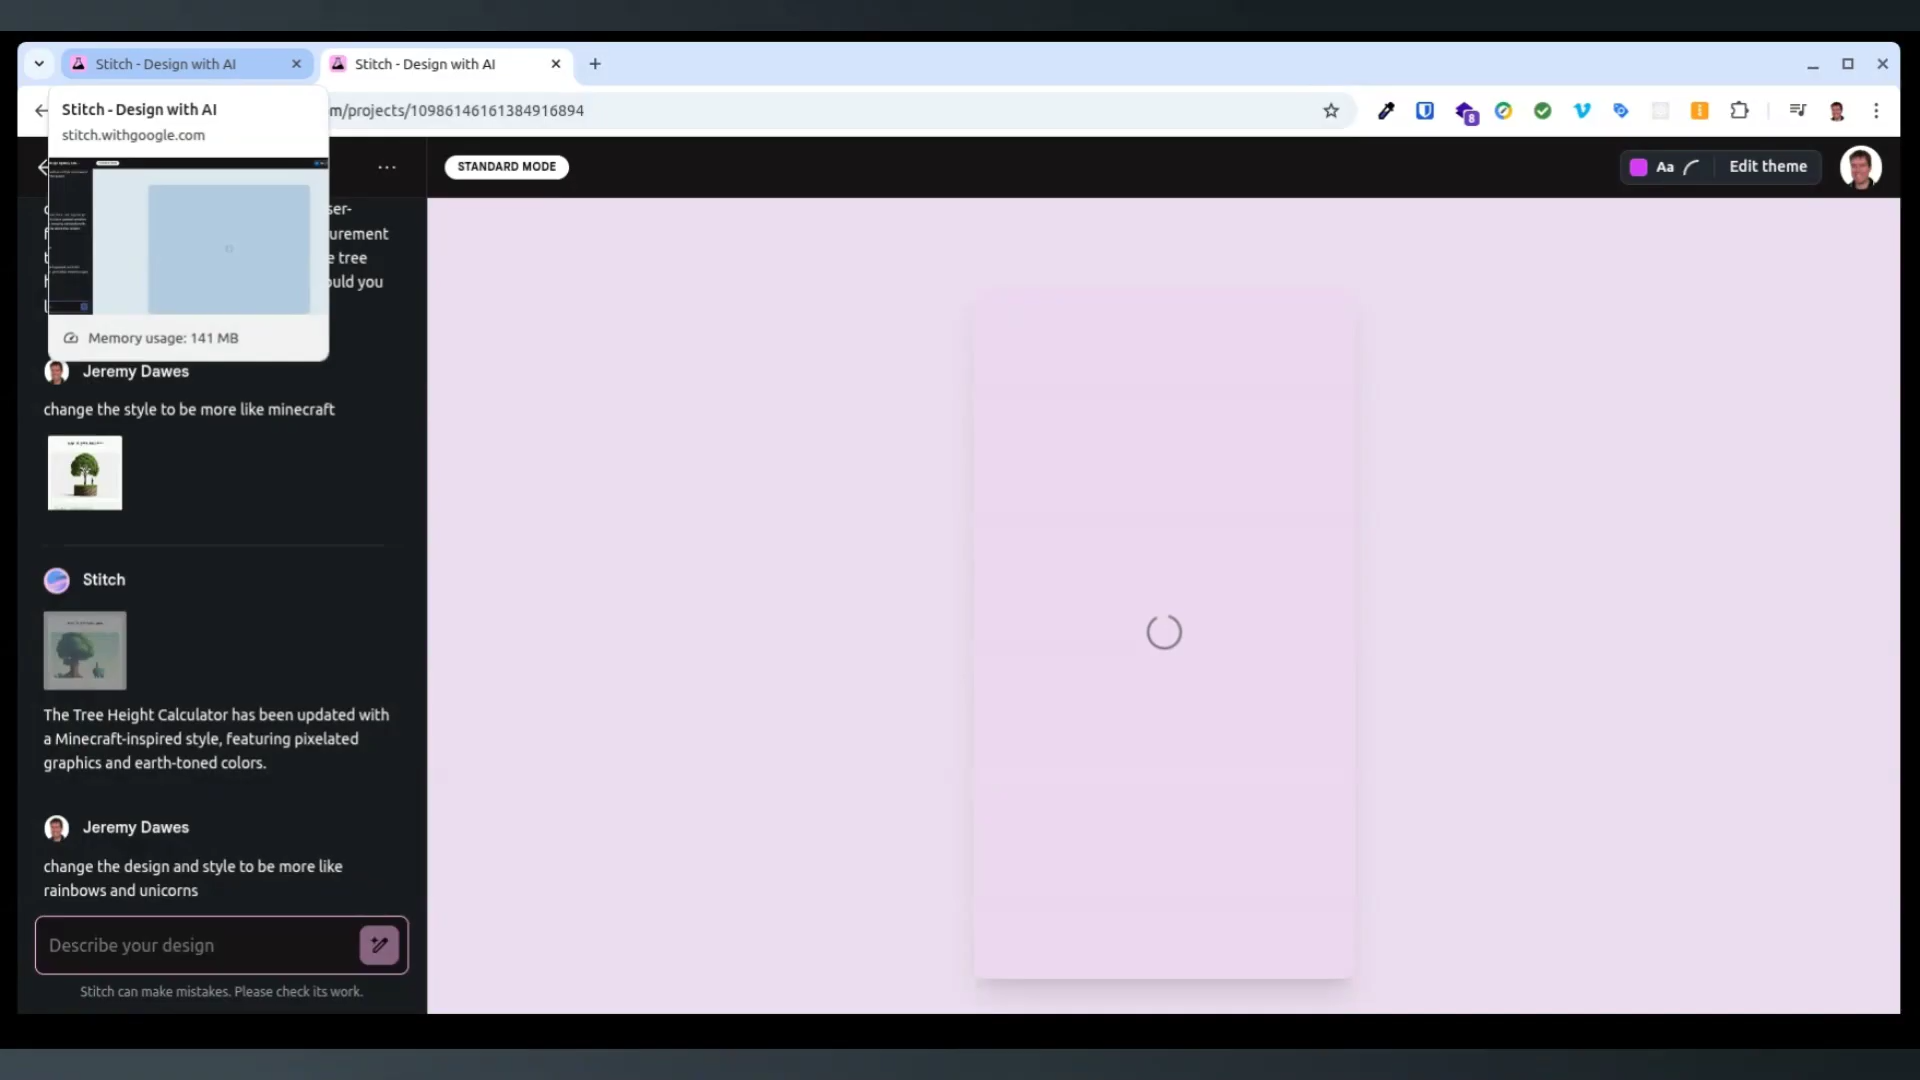 Stitch - Design with AI
Stitch - Design with AI
Stitch - Design with AI
stitch.withgoogle.com
m/projects/10986146161384916894
8
STANDARD MODE
Aa
Edit theme
ser-
urement
e tree
ould you
Memory usage: 141 MB
Jeremy Dawes
change the style to be more like minecraft
Stitch
The Tree Height Calculator has been updated with
a Minecraft-inspired style, featuring pixelated
graphics and earth-toned colors.
Jeremy Dawes
change the design and style to be more like
rainbows and unicorns
Describe your design
Stitch can make mistakes. Please check its work.